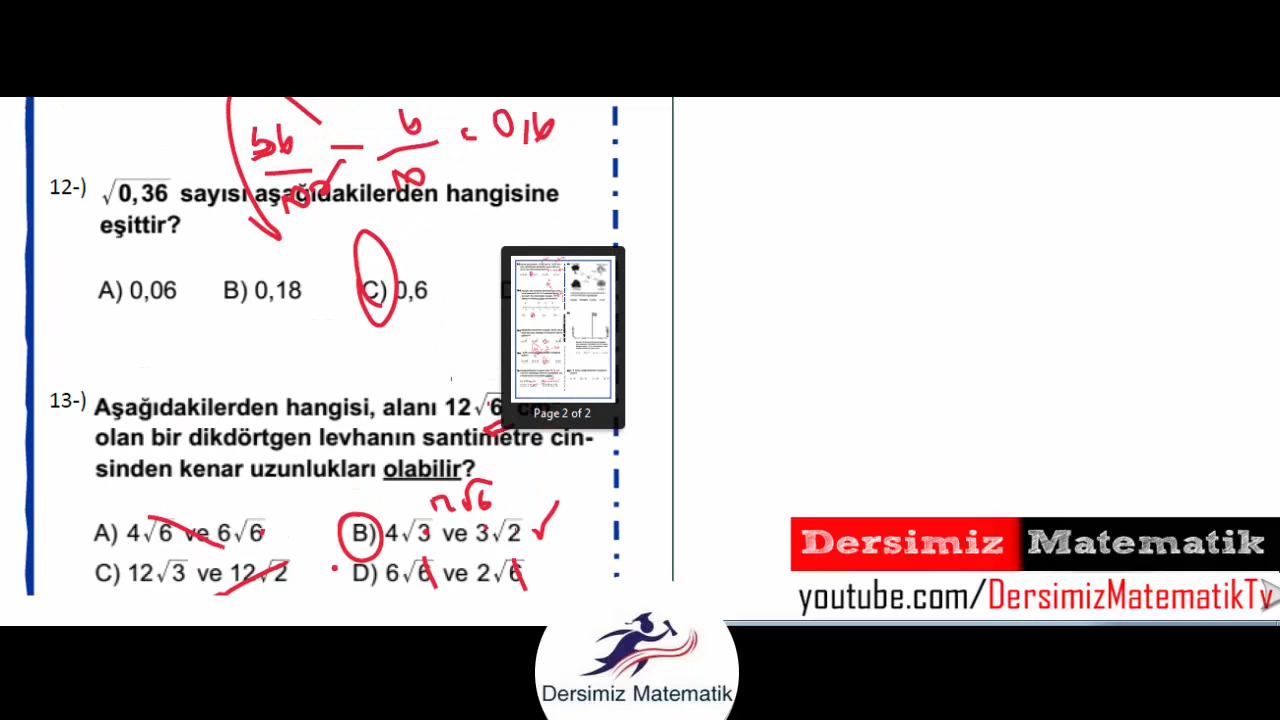 36/100 = 6/10 = 0,6
12-) √0,36 sayısı aşağıdakilerden hangisine
eşittir?
A) 0,06 B) 0,18 C) 0,6
Page 2 of 2
13-) Aşağıdakilerden hangisi, alanı 12√6
olan bir dikdörtgen levhanın santimetre cin-
sinden kenar uzunlukları olabilir?
12√6
A) 4√6 ve 6√6 B) 4√3 ve 3√2
C) 12√3 ve 12√2 D) 6√6 ve 2√6
Dersimiz Matematik
youtube.com/DersimizMatematikTv
Dersimiz Matematik